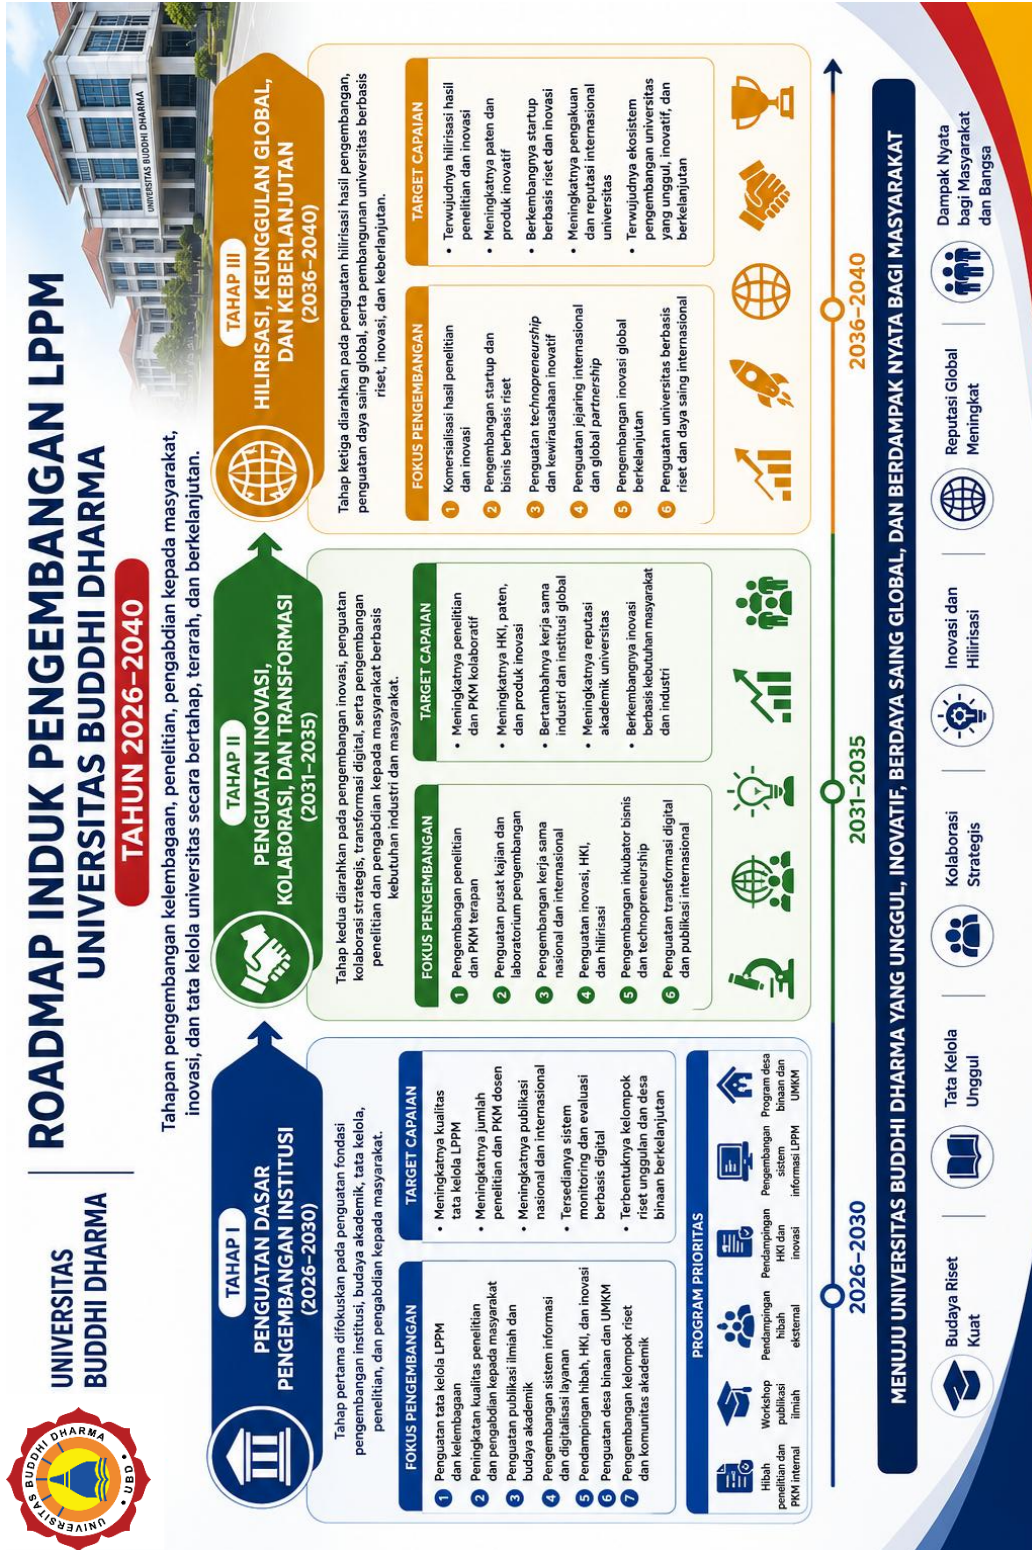 UNIVERSITAS BUDDHI DHARMA
• UBD •
UNIVERSITAS
BUDDHI DHARMA
ROADMAP INDUK PENGEMBANGAN LPPM
UNIVERSITAS BUDDHI DHARMA
TAHUN 2026–2040
Tahapan pengembangan kelembagaan, penelitian, pengabdian kepada masyarakat,
inovasi, dan tata kelola universitas secara bertahap, terarah, dan berkelanjutan.
UNIVERSITAS BUDDHI DHARMA
TAHAP I
PENGUATAN DASAR
PENGEMBANGAN INSTITUSI
(2026–2030)
Tahap pertama difokuskan pada penguatan fondasi
pengembangan institusi, budaya akademik, tata kelola,
penelitian, dan pengabdian kepada masyarakat.
FOKUS PENGEMBANGAN
1 Penguatan tata kelola LPPM
dan kelembagaan
2 Peningkatan kualitas penelitian
dan pengabdian kepada masyarakat
3 Penguatan publikasi ilmiah dan
budaya akademik
4 Pengembangan sistem informasi
dan digitalisasi layanan
5 Pendampingan hibah, HKI, dan inovasi
6 Penguatan desa binaan dan UMKM
7 Pengembangan kelompok riset
dan komunitas akademik
TARGET CAPAIAN
• Meningkatnya kualitas
tata kelola LPPM
• Meningkatnya jumlah
penelitian dan PKM dosen
• Meningkatnya publikasi
nasional dan internasional
• Tersedianya sistem
monitoring dan evaluasi
berbasis digital
• Terbentuknya kelompok
riset unggulan dan desa
binaan berkelanjutan
PROGRAM PRIORITAS
Hibah
penelitian dan
PKM internal
Workshop
publikasi
ilmiah
Pendampingan
hibah
eksternal
Pendampingan
HKI dan
inovasi
Pengembangan
sistem
informasi LPPM
Program desa
binaan dan
UMKM
TAHAP II
PENGUATAN INOVASI,
KOLABORASI, DAN TRANSFORMASI
(2031–2035)
Tahap kedua diarahkan pada pengembangan inovasi, penguatan
kolaborasi strategis, transformasi digital, serta pengembangan
penelitian dan pengabdian kepada masyarakat berbasis
kebutuhan industri dan masyarakat.
FOKUS PENGEMBANGAN
1 Pengembangan penelitian
dan PKM terapan
2 Penguatan pusat kajian dan
laboratorium pengembangan
3 Pengembangan kerja sama
nasional dan internasional
4 Penguatan inovasi, HKI,
dan hilirisasi
5 Pengembangan inkubator bisnis
dan technopreneurship
6 Penguatan transformasi digital
dan publikasi internasional
TARGET CAPAIAN
• Meningkatnya penelitian
dan PKM kolaboratif
• Meningkatnya HKI, paten,
dan produk inovasi
• Bertambahnya kerja sama
industri dan institusi global
• Meningkatnya reputasi
akademik universitas
• Berkembangnya inovasi
berbasis kebutuhan masyarakat
dan industri
TAHAP III
HILIRISASI, KEUNGGULAN GLOBAL,
DAN KEBERLANJUTAN
(2036–2040)
Tahap ketiga diarahkan pada penguatan hilirisasi hasil pengembangan,
penguatan daya saing global, serta pembangunan universitas berbasis
riset, inovasi, dan keberlanjutan.
FOKUS PENGEMBANGAN
1 Komersialisasi hasil penelitian
dan inovasi
2 Pengembangan startup dan
bisnis berbasis riset
3 Penguatan technopreneurship
dan kewirausahaan inovatif
4 Penguatan jejaring internasional
dan global partnership
5 Pengembangan inovasi global
berkelanjutan
6 Penguatan universitas berbasis
riset dan daya saing internasional
TARGET CAPAIAN
• Terwujudnya hilirisasi hasil
penelitian dan inovasi
• Meningkatnya paten dan
produk inovatif
• Berkembangnya startup
berbasis riset dan inovasi
• Meningkatnya pengakuan
dan reputasi internasional
universitas
• Terwujudnya ekosistem
pengembangan universitas
yang unggul, inovatif, dan
berkelanjutan
2026–2030
2031–2035
2036–2040
MENUJU UNIVERSITAS BUDDHI DHARMA YANG UNGGUL, INOVATIF, BERDAYA SAING GLOBAL, DAN BERDAMPAK NYATA BAGI MASYARAKAT
Budaya Riset
Kuat
Tata Kelola
Unggul
Kolaborasi
Strategis
Inovasi dan
Hilirisasi
Reputasi Global
Meningkat
Dampak Nyata
bagi Masyarakat
dan Bangsa